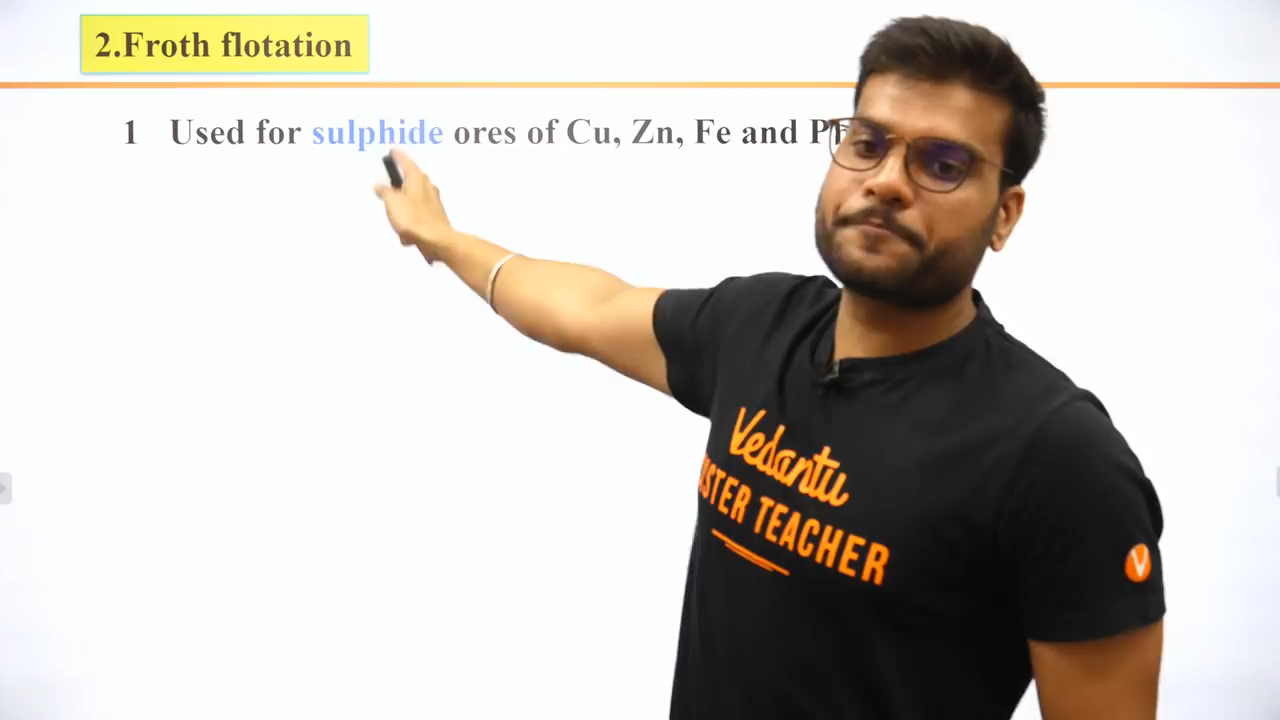 2.Froth flotation
1 Used for sulphide ores of Cu, Zn, Fe and
Vedantu
TEACHER